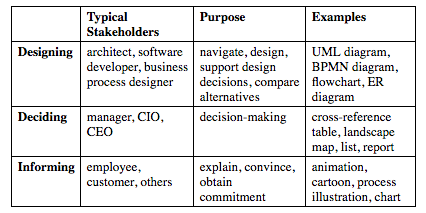 Typical Stakeholders
Purpose
Examples
Designing
architect, software
developer, business
process designer
navigate, design,
support design
decisions, compare
alternatives
UML diagram,
BPMN diagram,
flowchart, ER
diagram
Deciding
manager, CIO,
CEO
decision-making
cross-reference
table, landscape
map, list, report
Informing
employee,
customer, others
explain, convince,
obtain
commitment
animation,
cartoon, process
illustration, chart